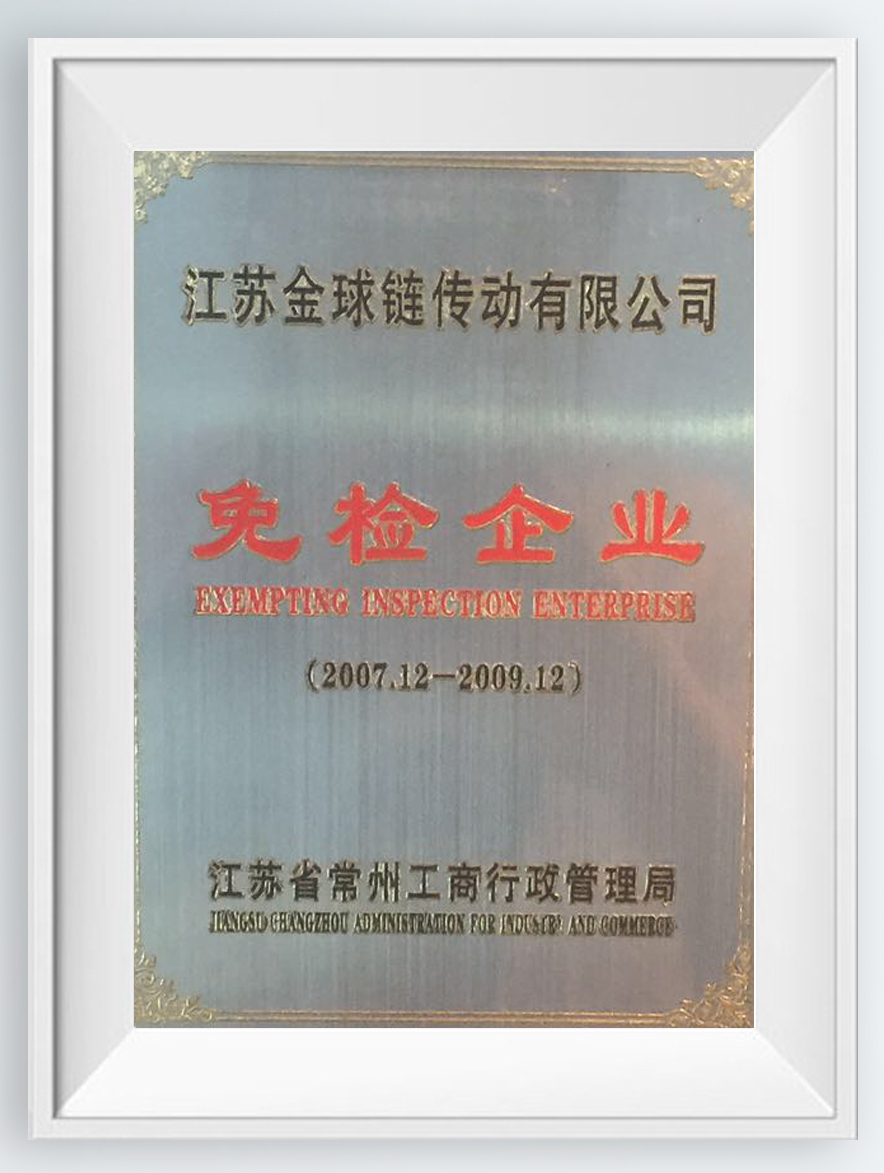 江苏金球链传动有限公司
免检企业
EXEMPTING INSPECTION ENTERPRISE
(2007.12—2009.12)
江苏省常州工商行政管理局
JIANGSU CHANGZHOU ADMINISTRATION FOR INDUSTRY AND COMMERCE